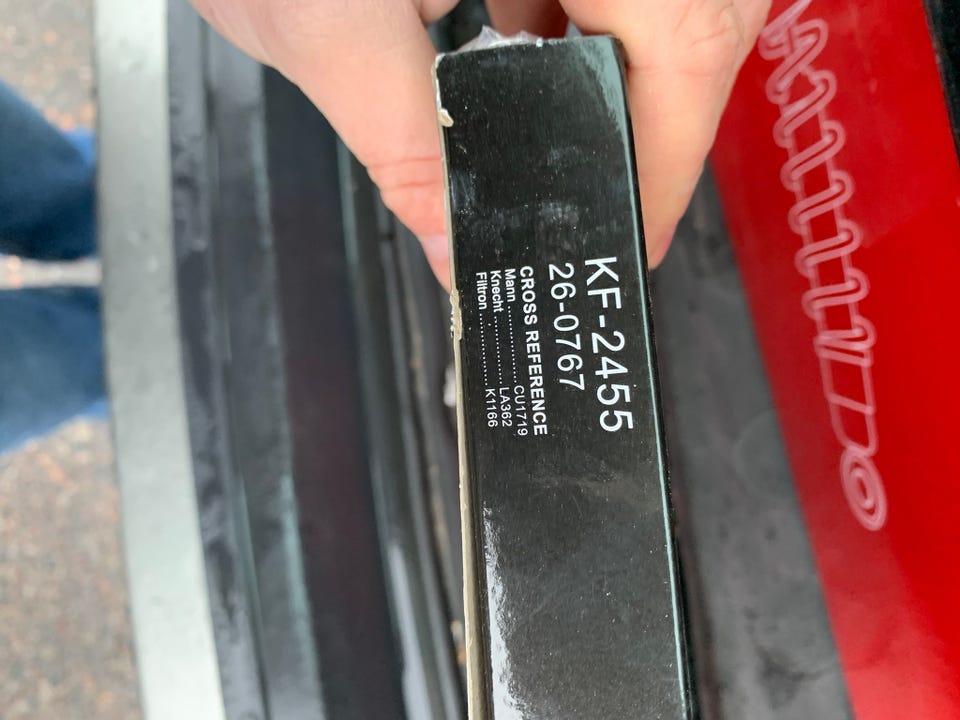 KF-2455
26-0767
CROSS REFERENCE
Mann ................ CU1719
Knecht ................ LA362
Filtron ................ K1166